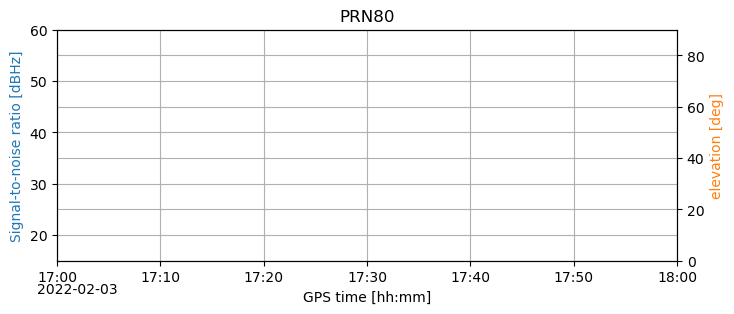 PRN80
Signal-to-noise ratio [dBHz]
60
50
40
30
20
elevation [deg]
80
60
40
20
0
17:00 17:10 17:20 17:30 17:40 17:50 18:00
2022-02-03
GPS time [hh:mm]